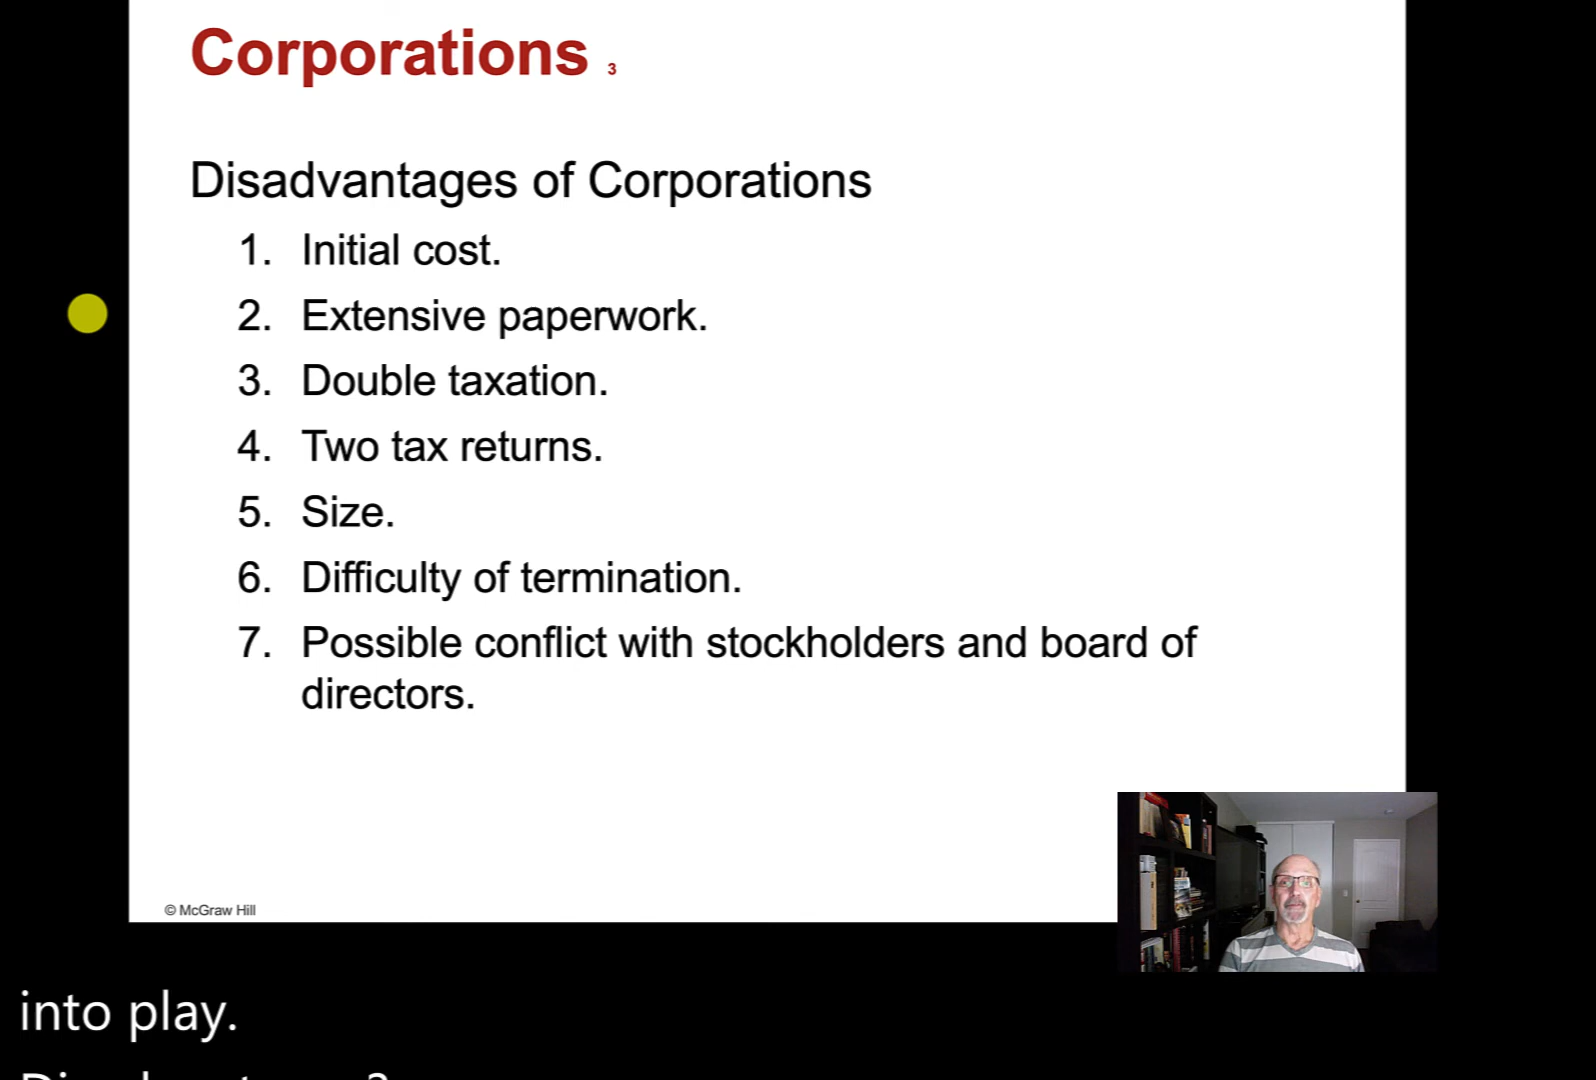 Corporations 3
Disadvantages of Corporations
1. Initial cost.
2. Extensive paperwork.
3. Double taxation.
4. Two tax returns.
5. Size.
6. Difficulty of termination.
7. Possible conflict with stockholders and board of
directors.
© McGraw Hill
into play.